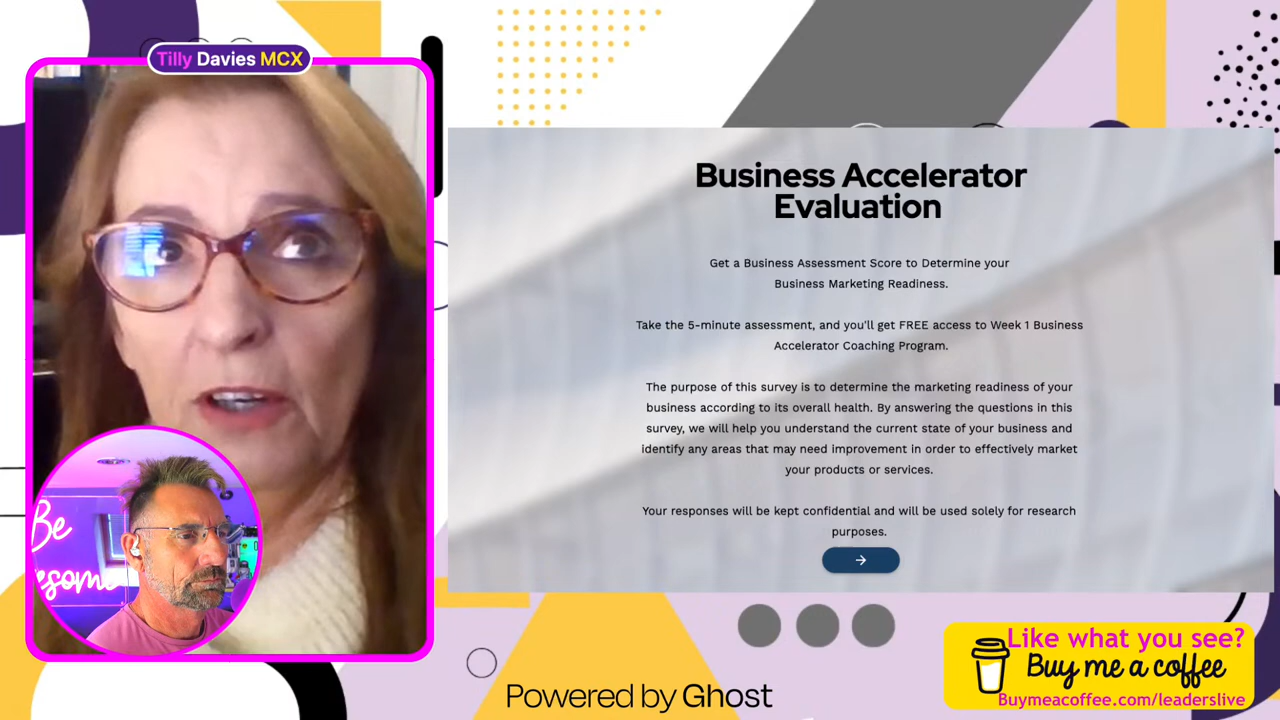 Tilly Davies MCX
Business Accelerator
Evaluation
Get a Business Assessment Score to Determine your
Business Marketing Readiness.
Take the 5-minute assessment, and you'll get FREE access to Week 1 Business
Accelerator Coaching Program.
The purpose of this survey is to determine the marketing readiness of your
business according to its overall health. By answering the questions in this
survey, we will help you understand the current state of your business and
identify any areas that may need improvement in order to effectively market
your products or services.
Your responses will be kept confidential and will be used solely for research
purposes.
Be
esome
Like what you see?
Buy me a coffee
Buymeacoffee.com/leaderslive
Powered by Ghost